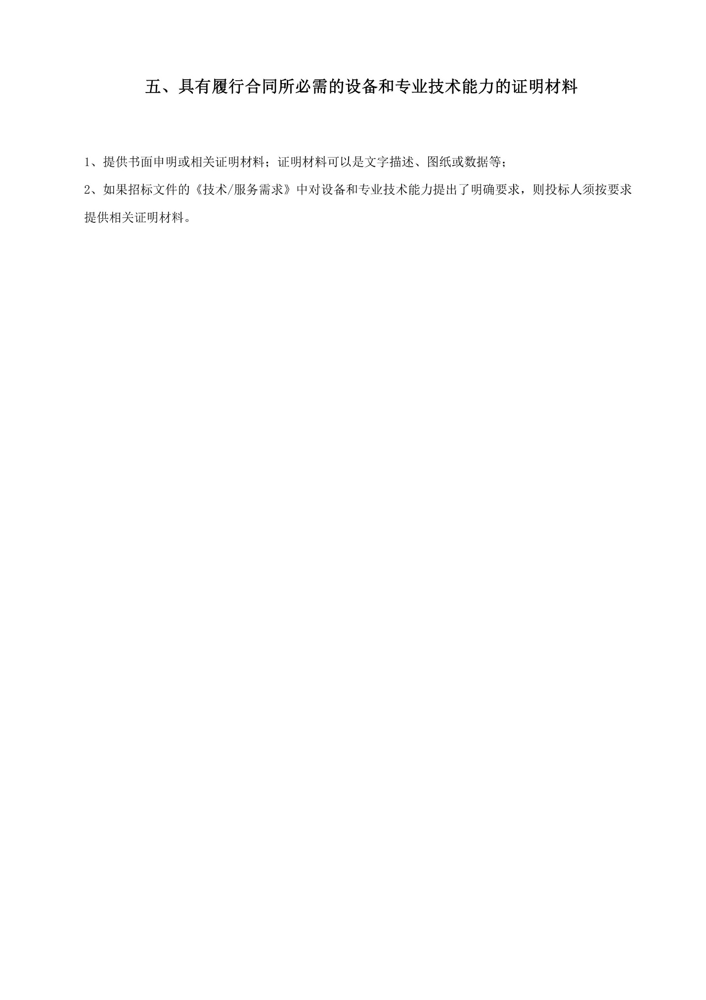 五、具有履行合同所必需的设备和专业技术能力的证明材料
1、提供书面申明或相关证明材料；证明材料可以是文字描述、图纸或数据等；
2、如果招标文件的《技术/服务需求》中对设备和专业技术能力提出了明确要求，则投标人须按要求
提供相关证明材料。